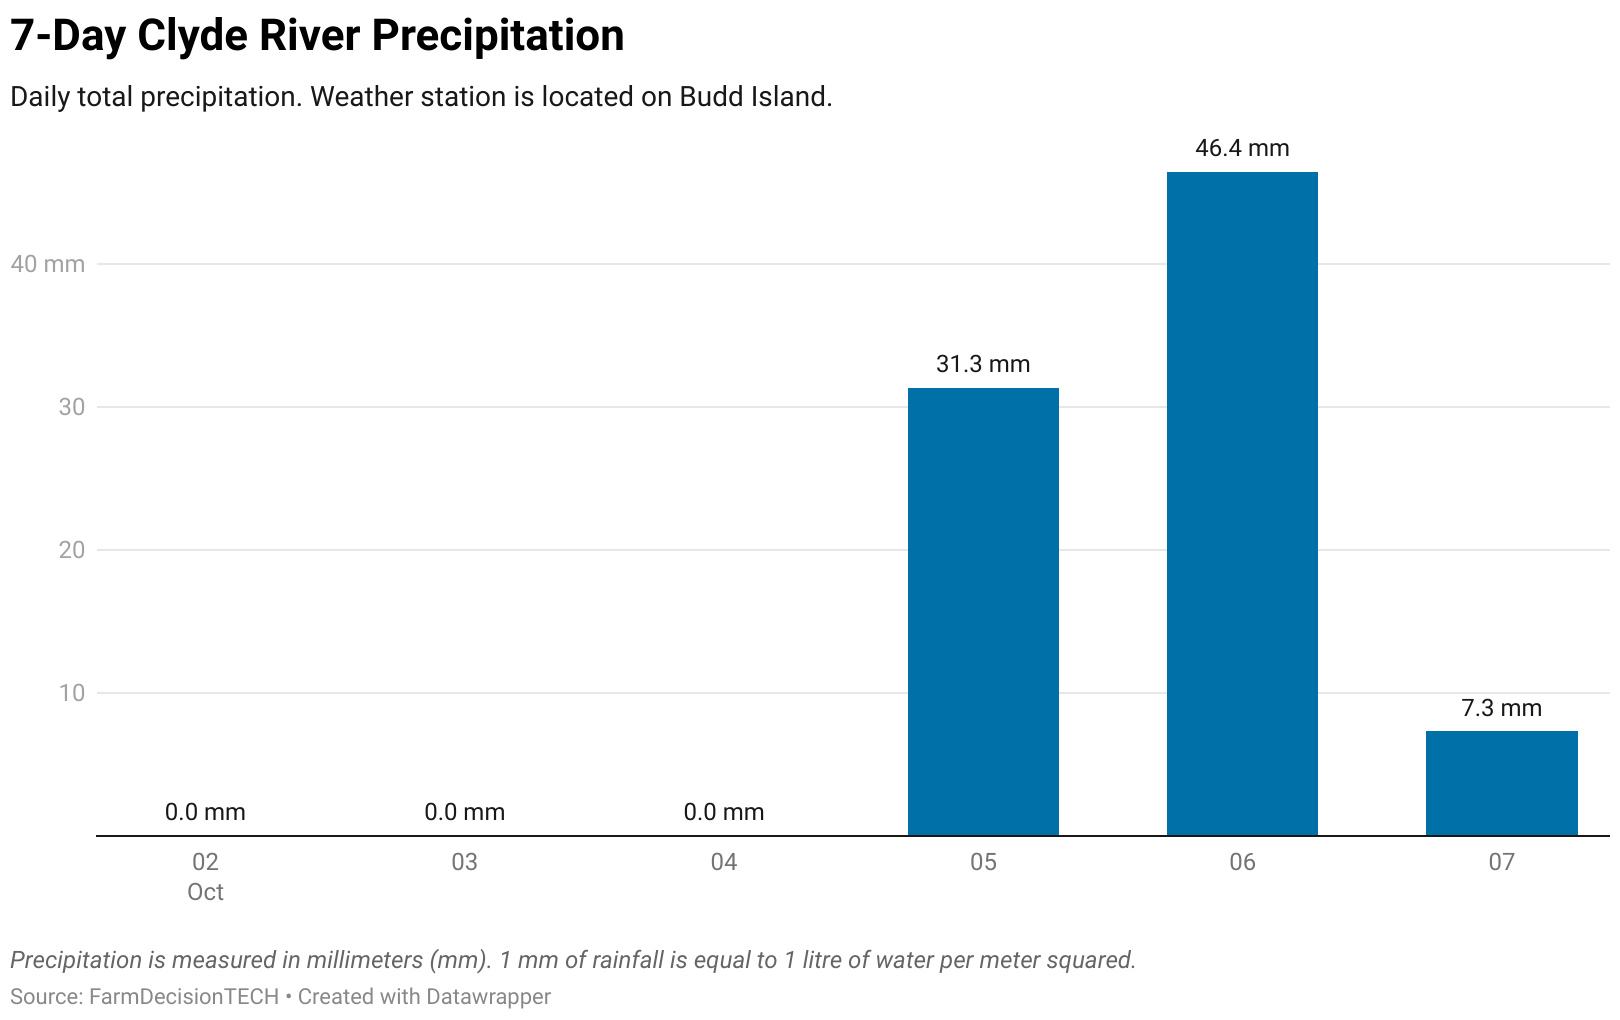 7-Day Clyde River Precipitation
Daily total precipitation. Weather station is located on Budd Island.
46.4 mm
40 mm
31.3 mm
30
20
10
7.3 mm
0.0 mm
0.0 mm
0.0 mm
02
03
04
05
06
07
Oct
Precipitation is measured in millimeters (mm). 1 mm of rainfall is equal to 1 litre of water per meter squared.
Source: FarmDecisionTECH • Created with Datawrapper